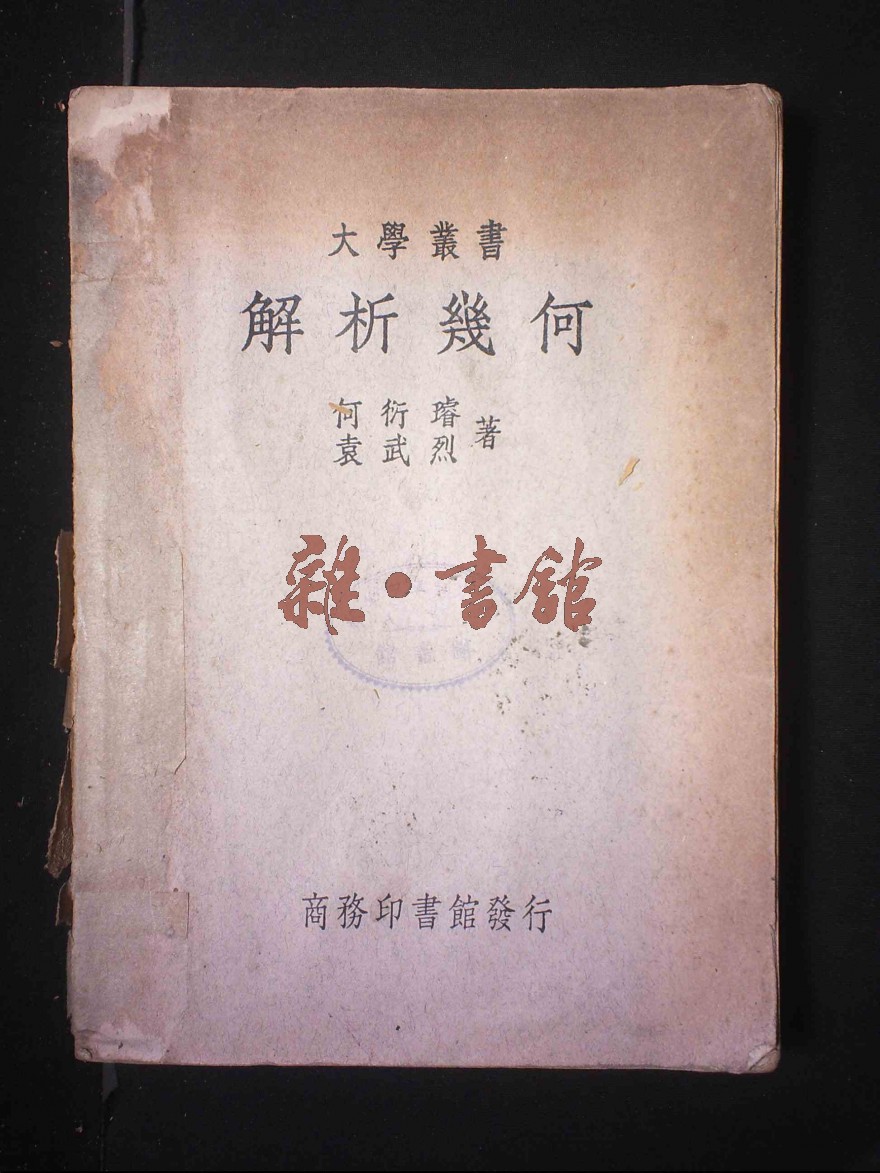 大學叢書
解析幾何
何衍璿
袁武烈
著
雜·書館
商務印書館發行